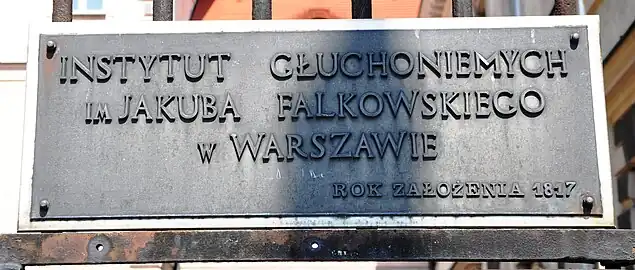 INSTYTUT GŁUCHONIEMYCH
IM JAKUBA FALKOWSKIEGO
W WARSZAWIE
ROK ZAŁOŻENIA 1817